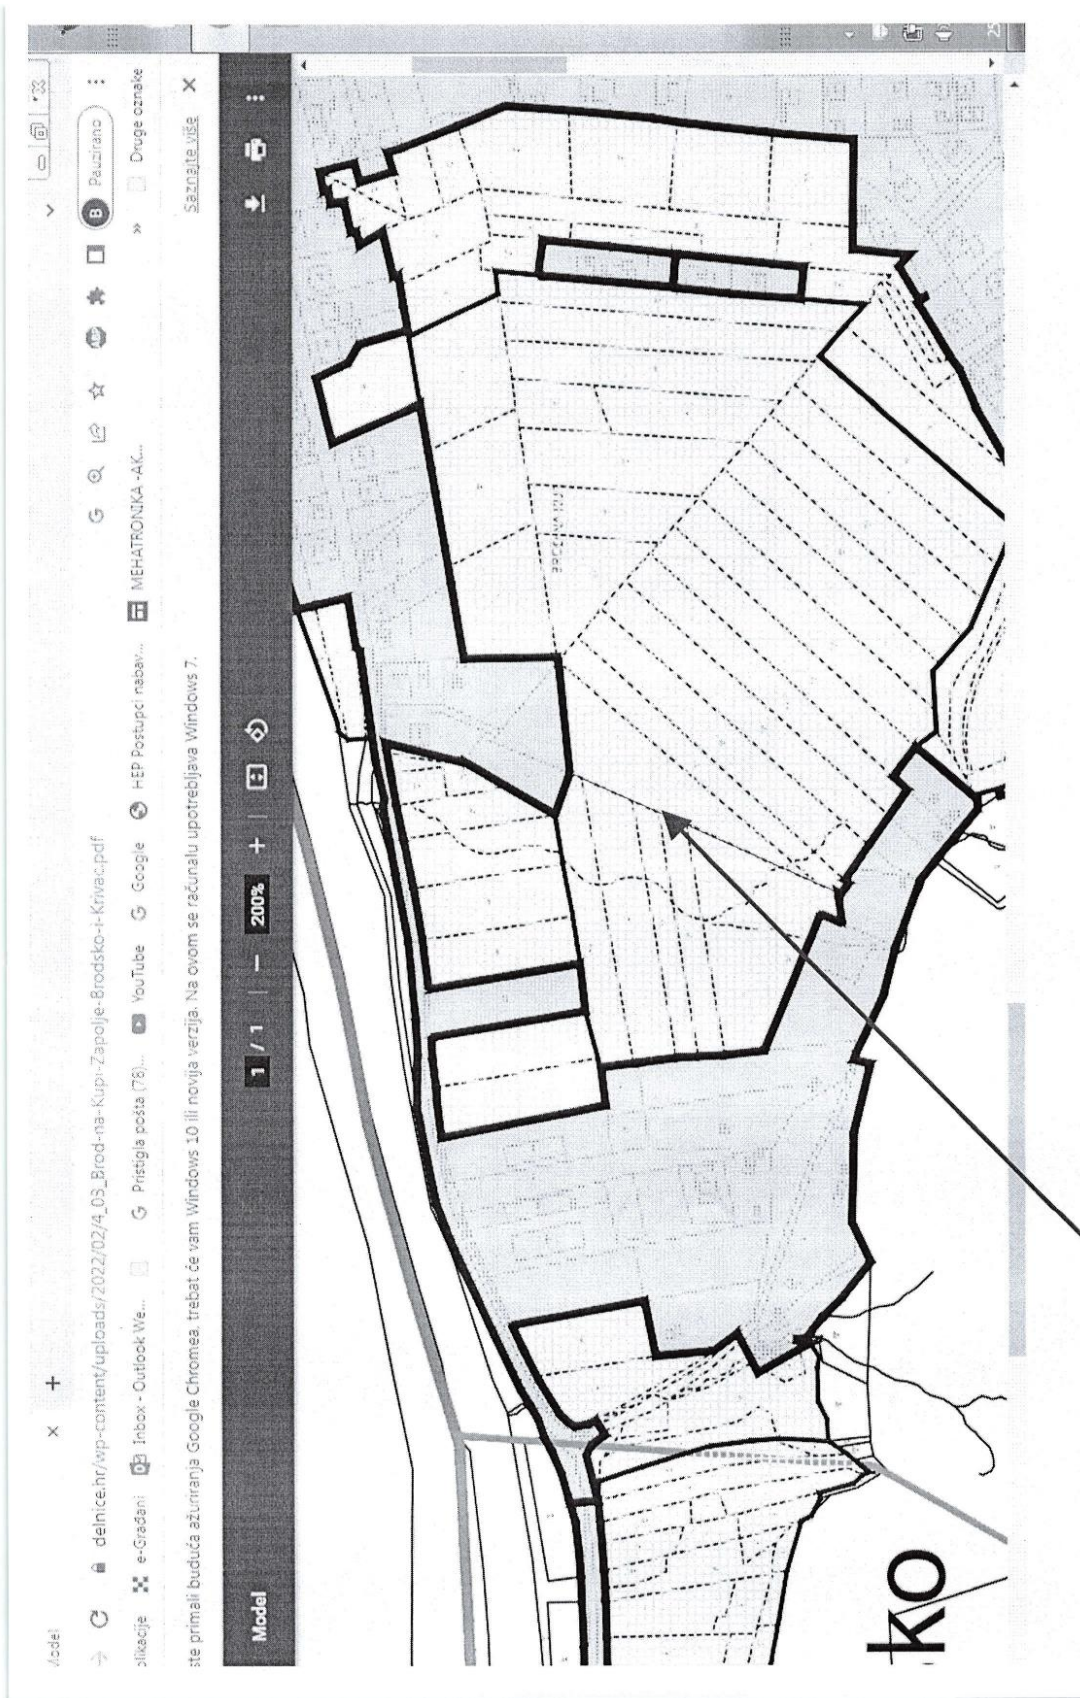 Model
×
+
delnice.hr/wp-content/uploads/2022/02/4_03_Brod-na-Kupi-Zapolje-Brodsko-i-Krivac.pdf
B Pauzirano
plikacije
e-Građani
Inbox - Outlook We...
G Pristigla pošta (78)...
YouTube
G Google
HEP Postupci nabav...
MEHATRONIKA -AK...
»
Druge oznake
ste primali buduća ažuriranja Google Chromea, trebat će vam Windows 10 ili novija verzija. Na ovom se računalu upotrebljava Windows 7.
Saznajte više
×
Model
1 / 1
−
200%
+
ko
25